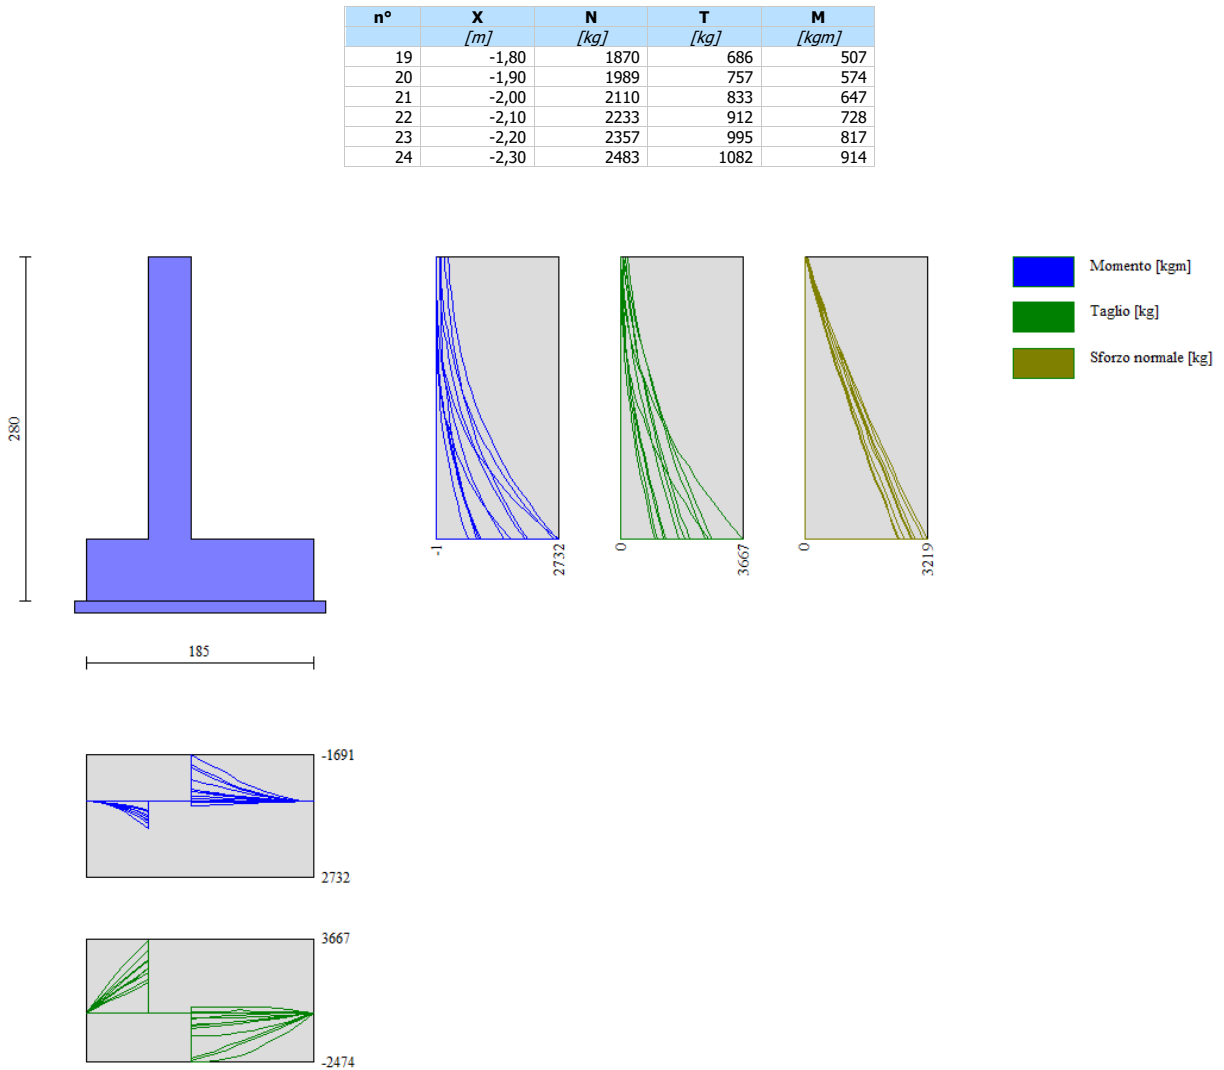 n° X N T M
[m] [kg] [kg] [kgm]
19 -1,80 1870 686 507
20 -1,90 1989 757 574
21 -2,00 2110 833 647
22 -2,10 2233 912 728
23 -2,20 2357 995 817
24 -2,30 2483 1082 914
280
-1
2732
0
3667
0
3219
Momento [kgm]
Taglio [kg]
Sforzo normale [kg]
185
-1691
2732
3667
-2474